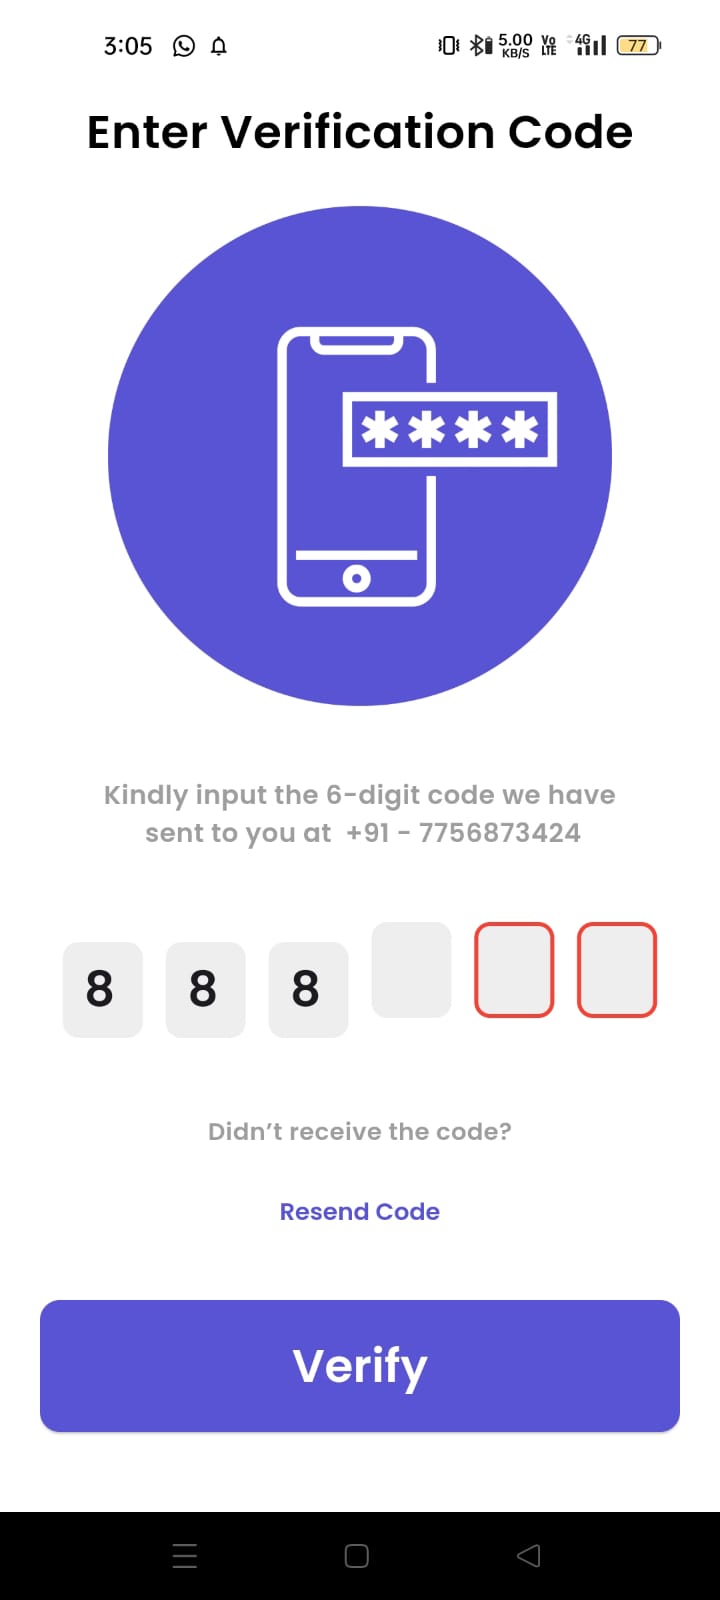 3:05 5.00 KB/S Vo LTE 4G 77
Enter Verification Code
****
Kindly input the 6-digit code we have
sent to you at +91 - 7756873424
8 8 8
Didn’t receive the code?
Resend Code
Verify